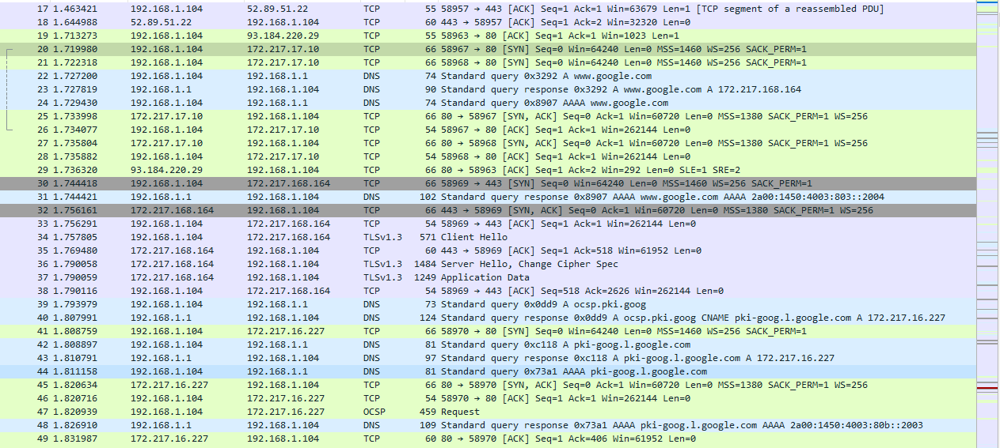 17 1.463421 192.168.1.104 52.89.51.22 TCP 55 58957 → 443 [ACK] Seq=1 Ack=1 Win=63679 Len=1 [TCP segment of a reassembled PDU]
18 1.644988 52.89.51.22 192.168.1.104 TCP 60 443 → 58957 [ACK] Seq=1 Ack=2 Win=32320 Len=0
19 1.713273 192.168.1.104 93.184.220.29 TCP 55 58963 → 80 [ACK] Seq=1 Ack=1 Win=1023 Len=1
20 1.719980 192.168.1.104 172.217.17.10 TCP 66 58967 → 80 [SYN] Seq=0 Win=64240 Len=0 MSS=1460 WS=256 SACK_PERM=1
21 1.722318 192.168.1.104 172.217.17.10 TCP 66 58968 → 80 [SYN] Seq=0 Win=64240 Len=0 MSS=1460 WS=256 SACK_PERM=1
22 1.727200 192.168.1.104 192.168.1.1 DNS 74 Standard query 0x3292 A www.google.com
23 1.727819 192.168.1.1 192.168.1.104 DNS 90 Standard query response 0x3292 A www.google.com A 172.217.168.164
24 1.729430 192.168.1.104 192.168.1.1 DNS 74 Standard query 0x8907 AAAA www.google.com
25 1.733998 172.217.17.10 192.168.1.104 TCP 66 80 → 58967 [SYN, ACK] Seq=0 Ack=1 Win=60720 Len=0 MSS=1380 SACK_PERM=1 WS=256
26 1.734077 192.168.1.104 172.217.17.10 TCP 54 58967 → 80 [ACK] Seq=1 Ack=1 Win=262144 Len=0
27 1.735804 172.217.17.10 192.168.1.104 TCP 66 80 → 58968 [SYN, ACK] Seq=0 Ack=1 Win=60720 Len=0 MSS=1380 SACK_PERM=1 WS=256
28 1.735882 192.168.1.104 172.217.17.10 TCP 54 58968 → 80 [ACK] Seq=1 Ack=1 Win=262144 Len=0
29 1.736320 93.184.220.29 192.168.1.104 TCP 66 80 → 58963 [ACK] Seq=1 Ack=2 Win=292 Len=0 SLE=1 SRE=2
30 1.744418 192.168.1.104 172.217.168.164 TCP 66 58969 → 443 [SYN] Seq=0 Win=64240 Len=0 MSS=1460 WS=256 SACK_PERM=1
31 1.744421 192.168.1.1 192.168.1.104 DNS 102 Standard query response 0x8907 AAAA www.google.com AAAA 2a00:1450:4003:803::2004
32 1.756161 172.217.168.164 192.168.1.104 TCP 66 443 → 58969 [SYN, ACK] Seq=0 Ack=1 Win=60720 Len=0 MSS=1380 SACK_PERM=1 WS=256
33 1.756291 192.168.1.104 172.217.168.164 TCP 54 58969 → 443 [ACK] Seq=1 Ack=1 Win=262144 Len=0
34 1.757805 192.168.1.104 172.217.168.164 TLSv1.3 571 Client Hello
35 1.769480 172.217.168.164 192.168.1.104 TCP 60 443 → 58969 [ACK] Seq=1 Ack=518 Win=61952 Len=0
36 1.790058 172.217.168.164 192.168.1.104 TLSv1.3 1484 Server Hello, Change Cipher Spec
37 1.790059 172.217.168.164 192.168.1.104 TLSv1.3 1249 Application Data
38 1.790116 192.168.1.104 172.217.168.164 TCP 54 58969 → 443 [ACK] Seq=518 Ack=2626 Win=262144 Len=0
39 1.793979 192.168.1.104 192.168.1.1 DNS 73 Standard query 0x0dd9 A ocsp.pki.goog
40 1.807991 192.168.1.1 192.168.1.104 DNS 124 Standard query response 0x0dd9 A ocsp.pki.goog CNAME pki-goog.l.google.com A 172.217.16.227
41 1.808759 192.168.1.104 172.217.16.227 TCP 66 58970 → 80 [SYN] Seq=0 Win=64240 Len=0 MSS=1460 WS=256 SACK_PERM=1
42 1.808897 192.168.1.104 192.168.1.1 DNS 81 Standard query 0xc118 A pki-goog.l.google.com
43 1.810791 192.168.1.1 192.168.1.104 DNS 97 Standard query response 0xc118 A pki-goog.l.google.com A 172.217.16.227
44 1.811158 192.168.1.104 192.168.1.1 DNS 81 Standard query 0x73a1 AAAA pki-goog.l.google.com
45 1.820634 172.217.16.227 192.168.1.104 TCP 66 80 → 58970 [SYN, ACK] Seq=0 Ack=1 Win=60720 Len=0 MSS=1380 SACK_PERM=1 WS=256
46 1.820716 192.168.1.104 172.217.16.227 TCP 54 58970 → 80 [ACK] Seq=1 Ack=1 Win=262144 Len=0
47 1.820939 192.168.1.104 172.217.16.227 OCSP 459 Request
48 1.826910 192.168.1.1 192.168.1.104 DNS 109 Standard query response 0x73a1 AAAA pki-goog.l.google.com AAAA 2a00:1450:4003:80b::2003
49 1.831987 172.217.16.227 192.168.1.104 TCP 60 80 → 58970 [ACK] Seq=1 Ack=406 Win=61952 Len=0